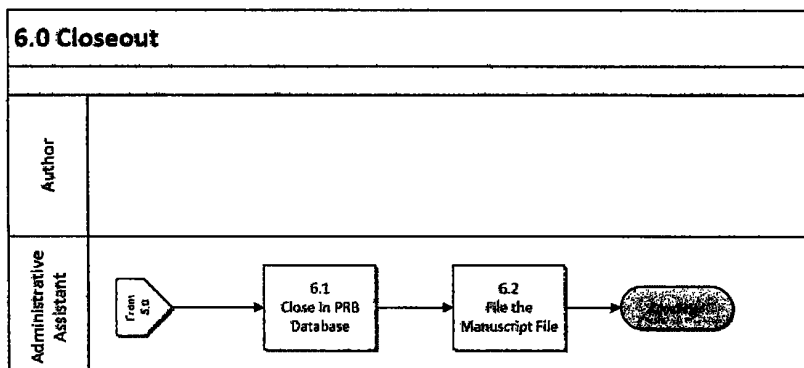 6.0 Closeout
Author
Administrative
Assistant
From
5.0
6.1
Close in PRB
Database
6.2
File the
Manuscript File